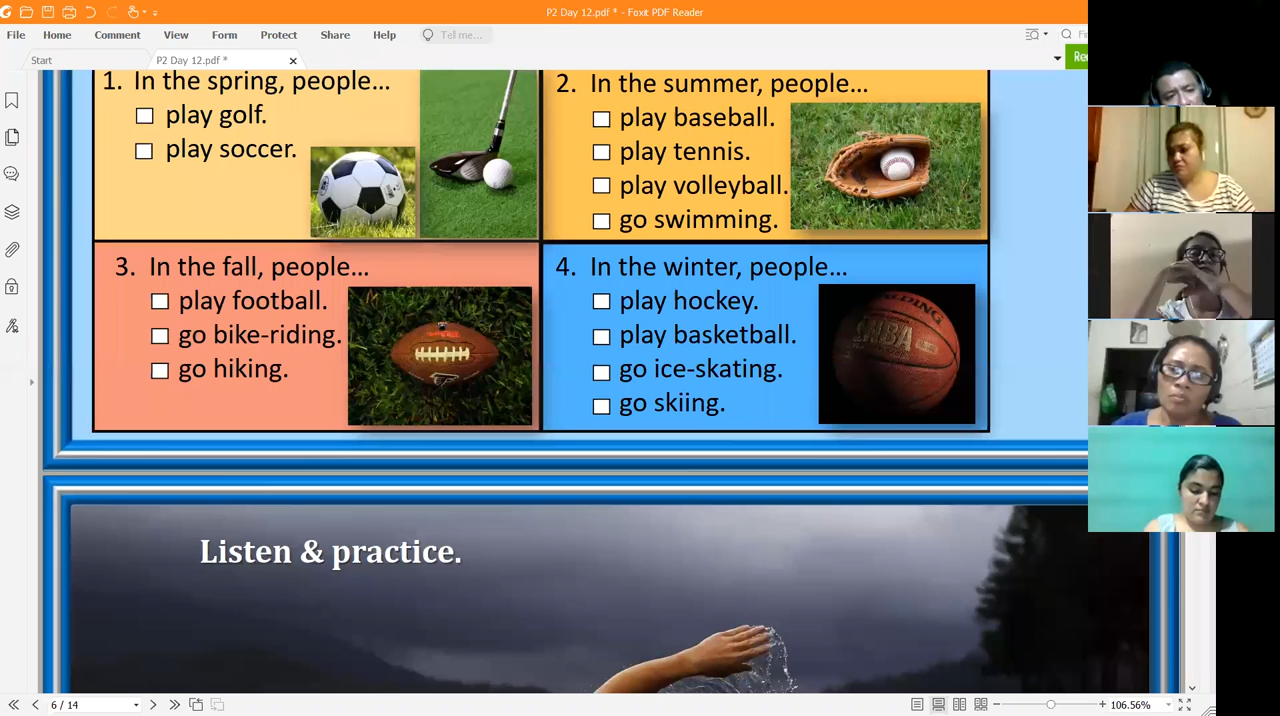 P2 Day 12.pdf * - Foxit PDF Reader
File Home Comment View Form Protect Share Help Tell me...
Start P2 Day 12.pdf *
1. In the spring, people...
play golf.
play soccer.
2. In the summer, people...
play baseball.
play tennis.
play volleyball.
go swimming.
3. In the fall, people...
play football.
go bike-riding.
go hiking.
4. In the winter, people...
play hockey.
play basketball.
go ice-skating.
go skiing.
Listen & practice.
6 / 14
106.56%